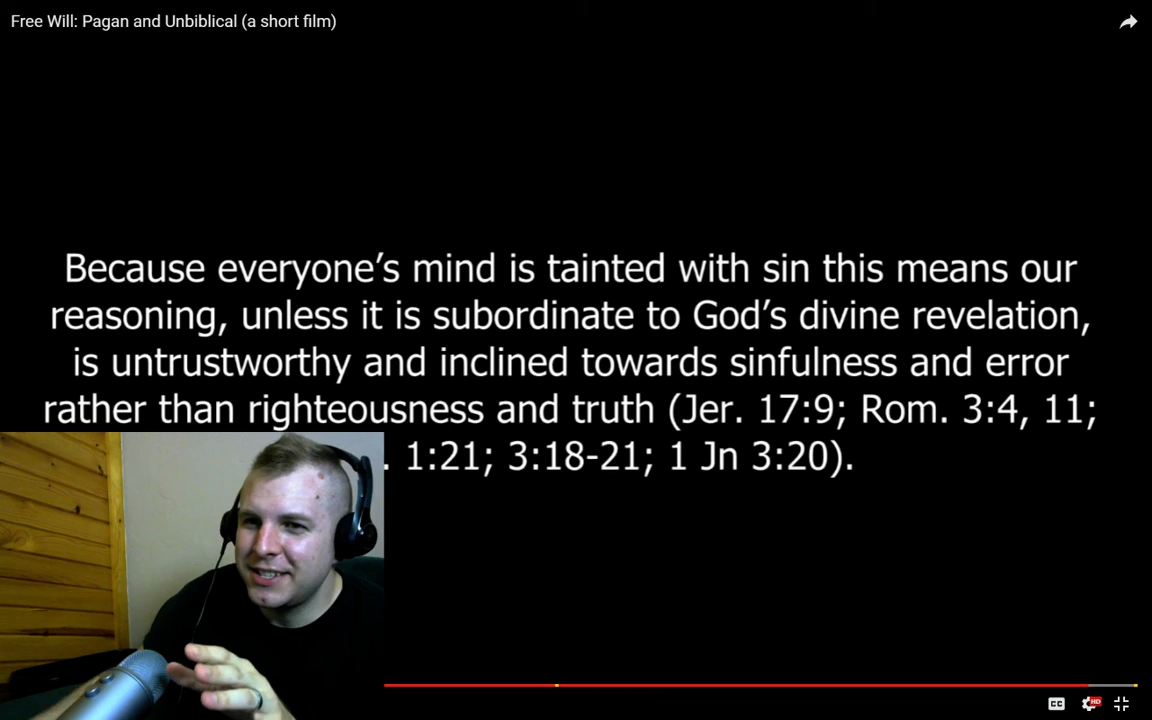 Free Will: Pagan and Unbiblical (a short film)
Because everyone’s mind is tainted with sin this means our
reasoning, unless it is subordinate to God’s divine revelation,
is untrustworthy and inclined towards sinfulness and error
rather than righteousness and truth (Jer. 17:9; Rom. 3:4, 11;
. 1:21; 3:18-21; 1 Jn 3:20).
CC
HD